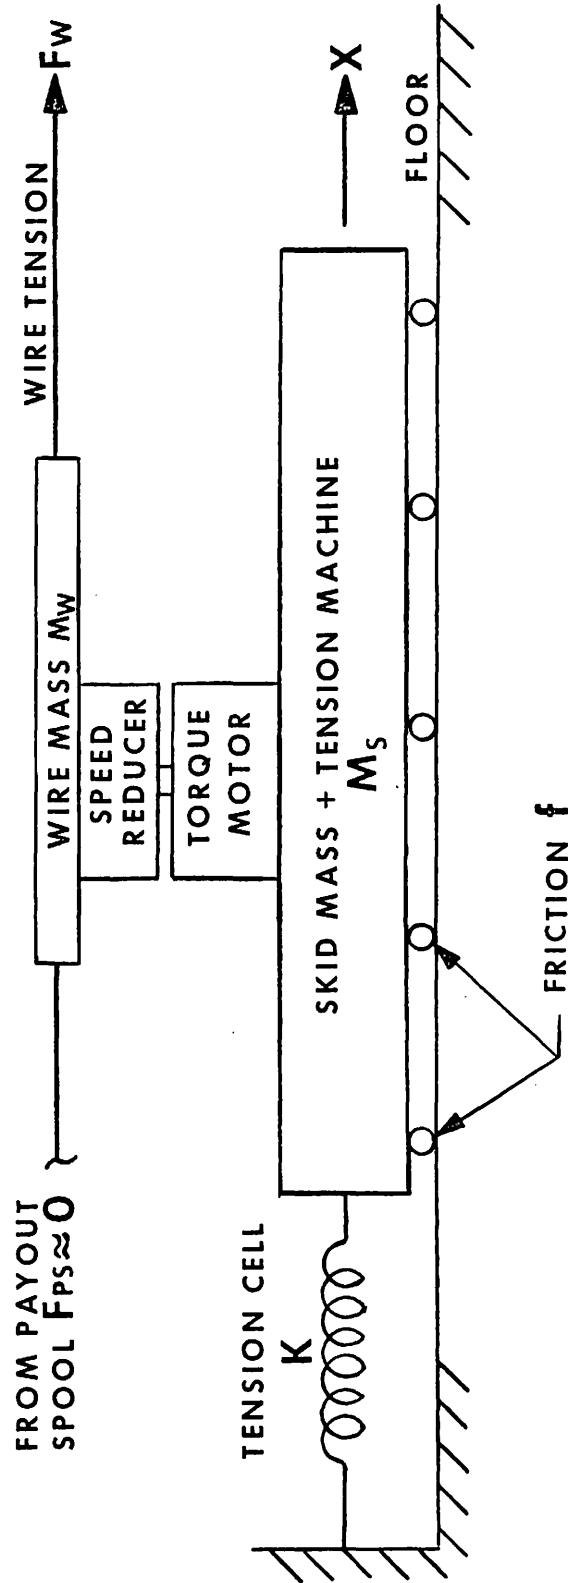 FROM PAYOUT
SPOOL FPS≈0
WIRE TENSION
FW
WIRE MASS MW
SPEED
REDUCER
TORQUE
MOTOR
TENSION CELL
K
SKID MASS + TENSION MACHINE
MS
X
FLOOR
FRICTION f